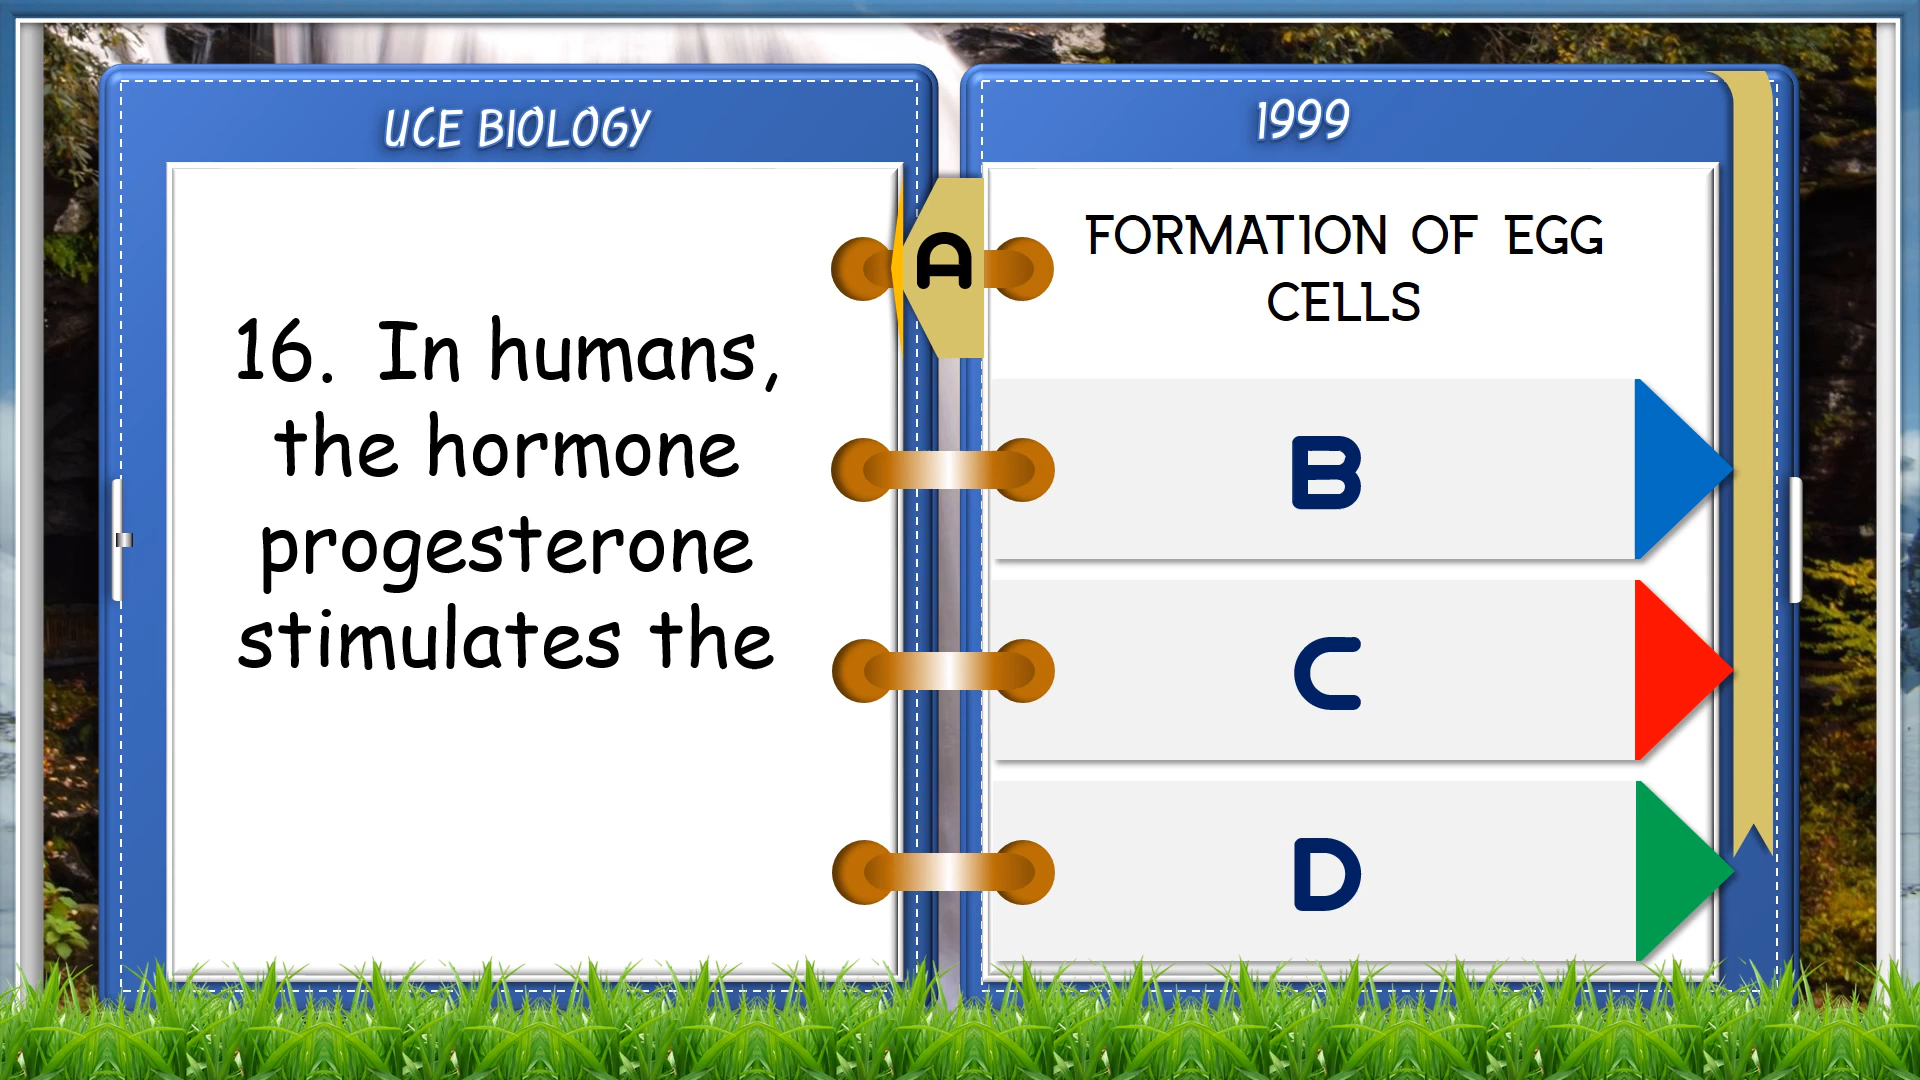 UCE BIOLOGY
16. In humans,
the hormone
progesterone
stimulates the
1999
A
FORMATION OF EGG
CELLS
B
C
D